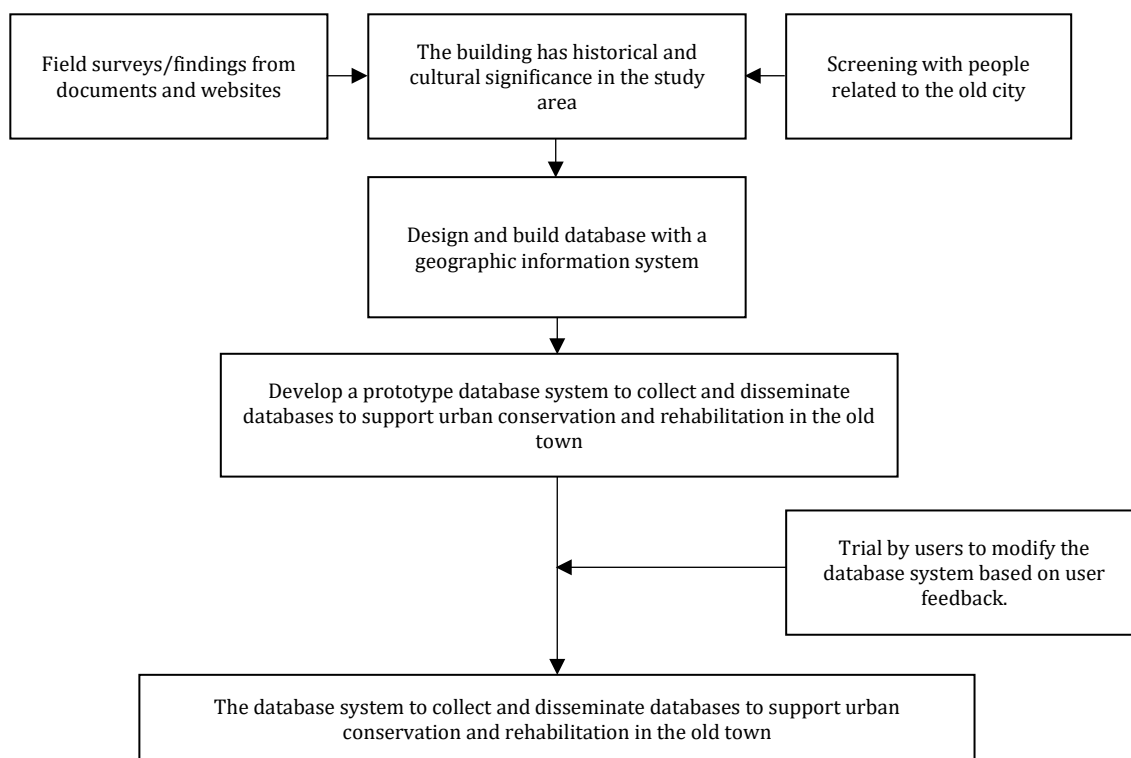 Field surveys/findings from
documents and websites
The building has historical and
cultural significance in the study
area
Screening with people
related to the old city
Design and build database with a
geographic information system
Develop a prototype database system to collect and disseminate
databases to support urban conservation and rehabilitation in the old
town
Trial by users to modify the
database system based on user
feedback.
The database system to collect and disseminate databases to support urban
conservation and rehabilitation in the old town